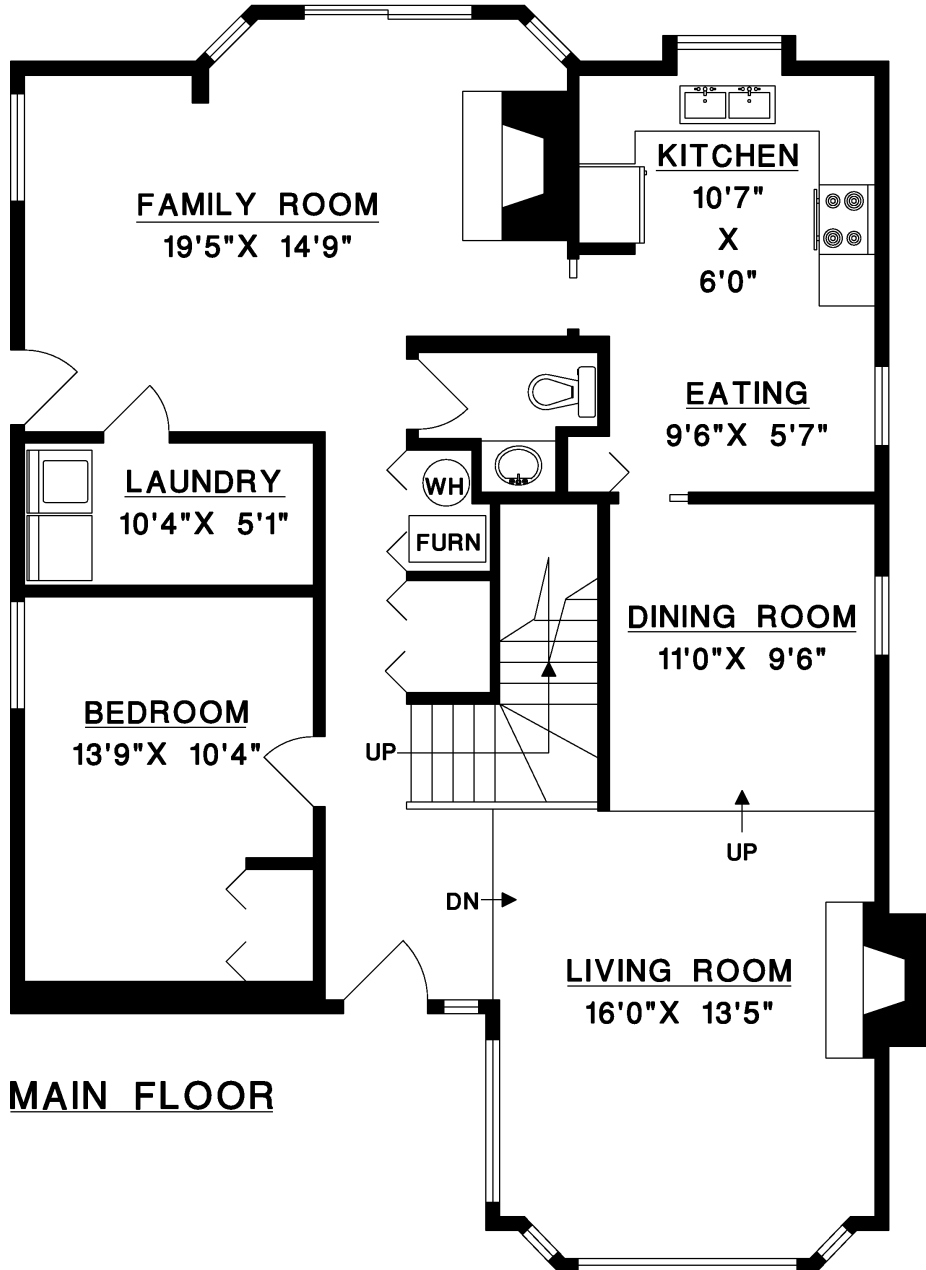 KITCHEN
10'7"
X
6'0"
FAMILY ROOM
19'5"X 14'9"
EATING
9'6"X 5'7"
LAUNDRY
10'4"X 5'1"
WH
FURN
DINING ROOM
11'0"X 9'6"
BEDROOM
13'9"X 10'4"
UP
UP
DN
LIVING ROOM
16'0"X 13'5"
MAIN FLOOR